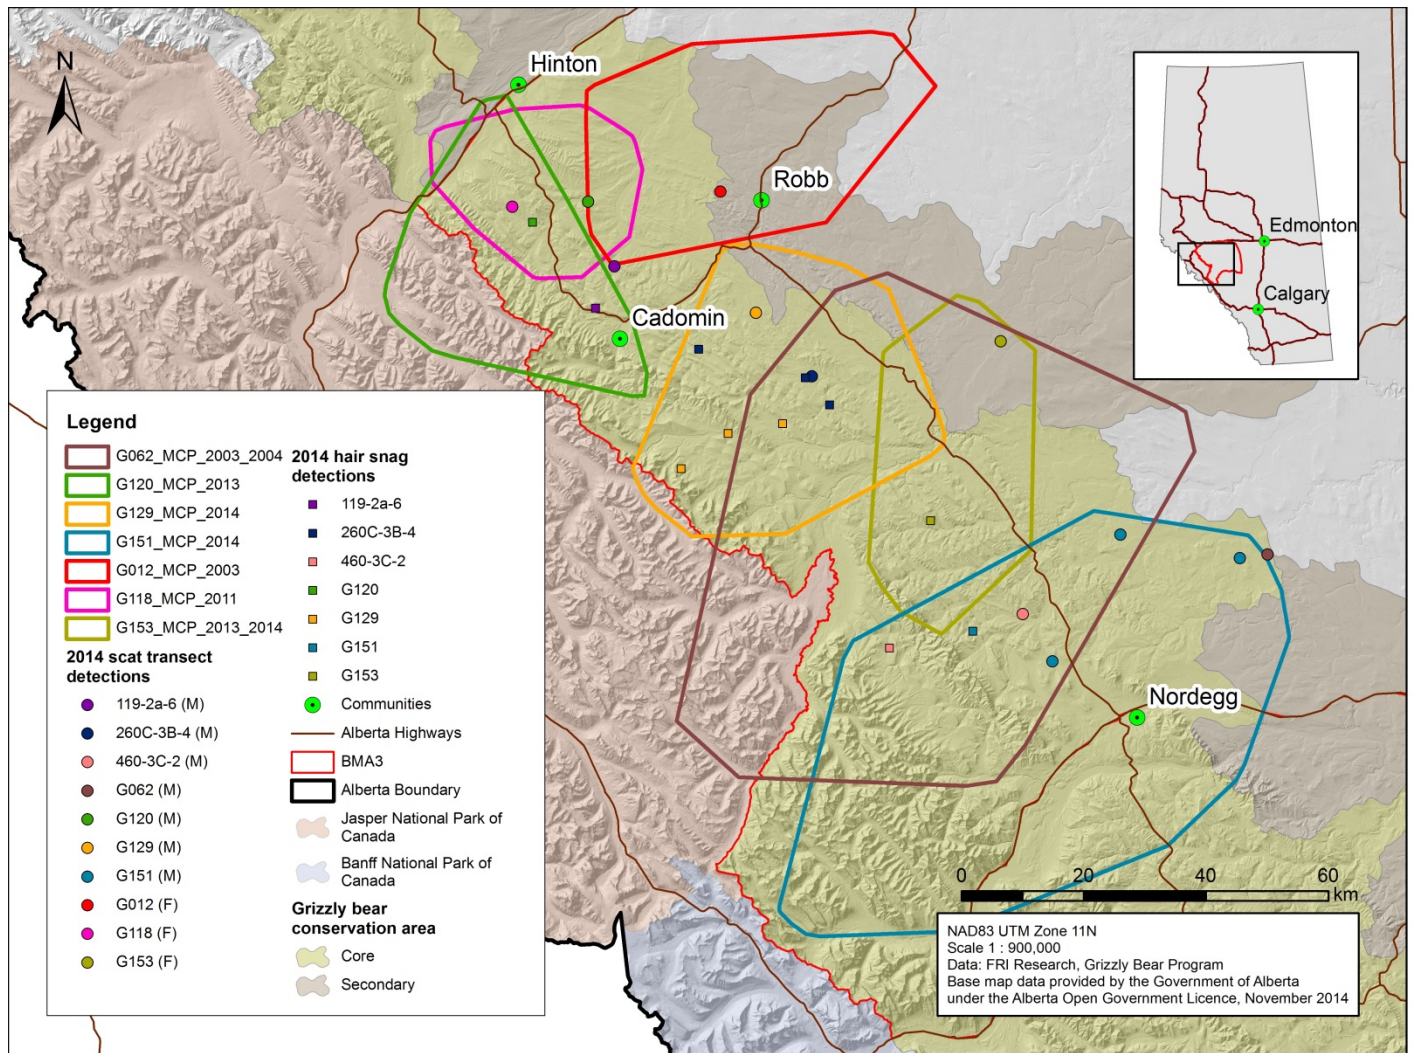 N
Hinton
Robb
Cadomin
Nordegg
Edmonton
Calgary
Legend
G062_MCP_2003_2004
G120_MCP_2013
G129_MCP_2014
G151_MCP_2014
G012_MCP_2003
G118_MCP_2011
G153_MCP_2013_2014
2014 scat transect
detections
119-2a-6 (M)
260C-3B-4 (M)
460-3C-2 (M)
G062 (M)
G120 (M)
G129 (M)
G151 (M)
G012 (F)
G118 (F)
G153 (F)
2014 hair snag
detections
119-2a-6
260C-3B-4
460-3C-2
G120
G129
G151
G153
Communities
Alberta Highways
BMA3
Alberta Boundary
Jasper National Park of
Canada
Banff National Park of
Canada
Grizzly bear
conservation area
Core
Secondary
0 20 40 60
km
NAD83 UTM Zone 11N
Scale 1 : 900,000
Data: FRI Research, Grizzly Bear Program
Base map data provided by the Government of Alberta
under the Alberta Open Government Licence, November 2014